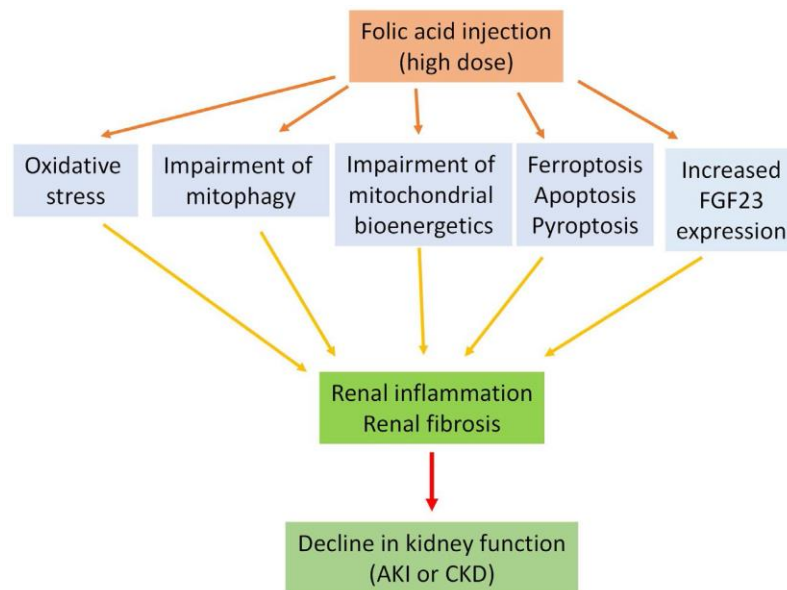 Folic acid injection
(high dose)
Oxidative
stress
Impairment of
mitophagy
Impairment of
mitochondrial
bioenergetics
Ferroptosis
Apoptosis
Pyroptosis
Increased
FGF23
expression
Renal inflammation
Renal fibrosis
Decline in kidney function
(AKI or CKD)